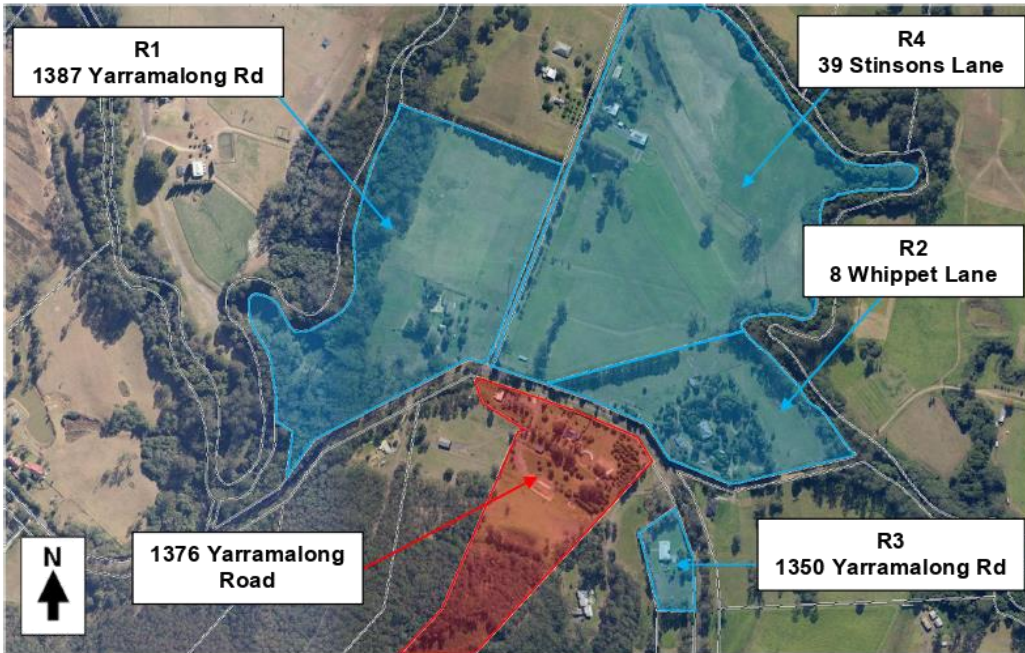 R1
1387 Yarramalong Rd
R4
39 Stinsons Lane
R2
8 Whippet Lane
1376 Yarramalong
Road
R3
1350 Yarramalong Rd
N